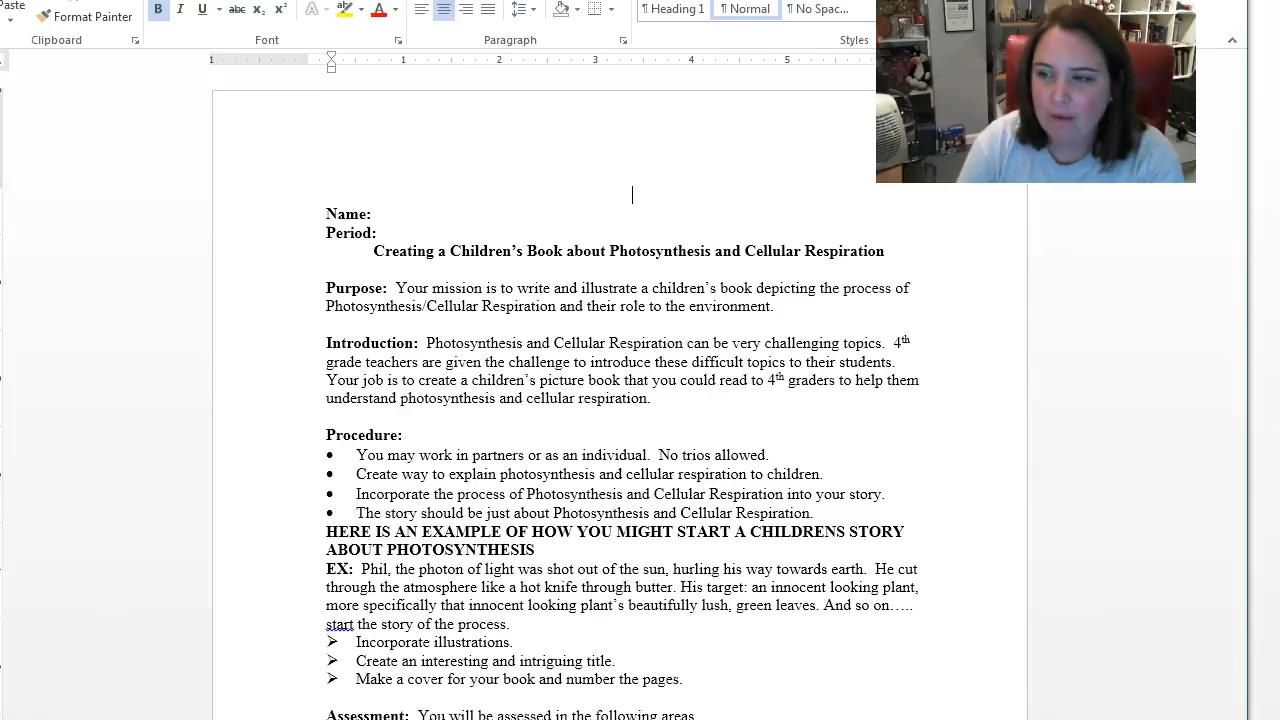 Paste
Format Painter
B I U abc x₂ x² A aby A
¶ Heading 1 ¶ Normal ¶ No Spac...
Clipboard Font Paragraph Styles
1 1 2 3 4 5
Name:
Period:
Creating a Children’s Book about Photosynthesis and Cellular Respiration
Purpose: Your mission is to write and illustrate a children’s book depicting the process of
Photosynthesis/Cellular Respiration and their role to the environment.
Introduction: Photosynthesis and Cellular Respiration can be very challenging topics. 4th
grade teachers are given the challenge to introduce these difficult topics to their students.
Your job is to create a children’s picture book that you could read to 4th graders to help them
understand photosynthesis and cellular respiration.
Procedure:
• You may work in partners or as an individual. No trios allowed.
• Create way to explain photosynthesis and cellular respiration to children.
• Incorporate the process of Photosynthesis and Cellular Respiration into your story.
• The story should be just about Photosynthesis and Cellular Respiration.
HERE IS AN EXAMPLE OF HOW YOU MIGHT START A CHILDRENS STORY
ABOUT PHOTOSYNTHESIS
EX: Phil, the photon of light was shot out of the sun, hurling his way towards earth. He cut
through the atmosphere like a hot knife through butter. His target: an innocent looking plant,
more specifically that innocent looking plant’s beautifully lush, green leaves. And so on…..
start the story of the process.
➢ Incorporate illustrations.
➢ Create an interesting and intriguing title.
➢ Make a cover for your book and number the pages.
Assessment: You will be assessed in the following areas